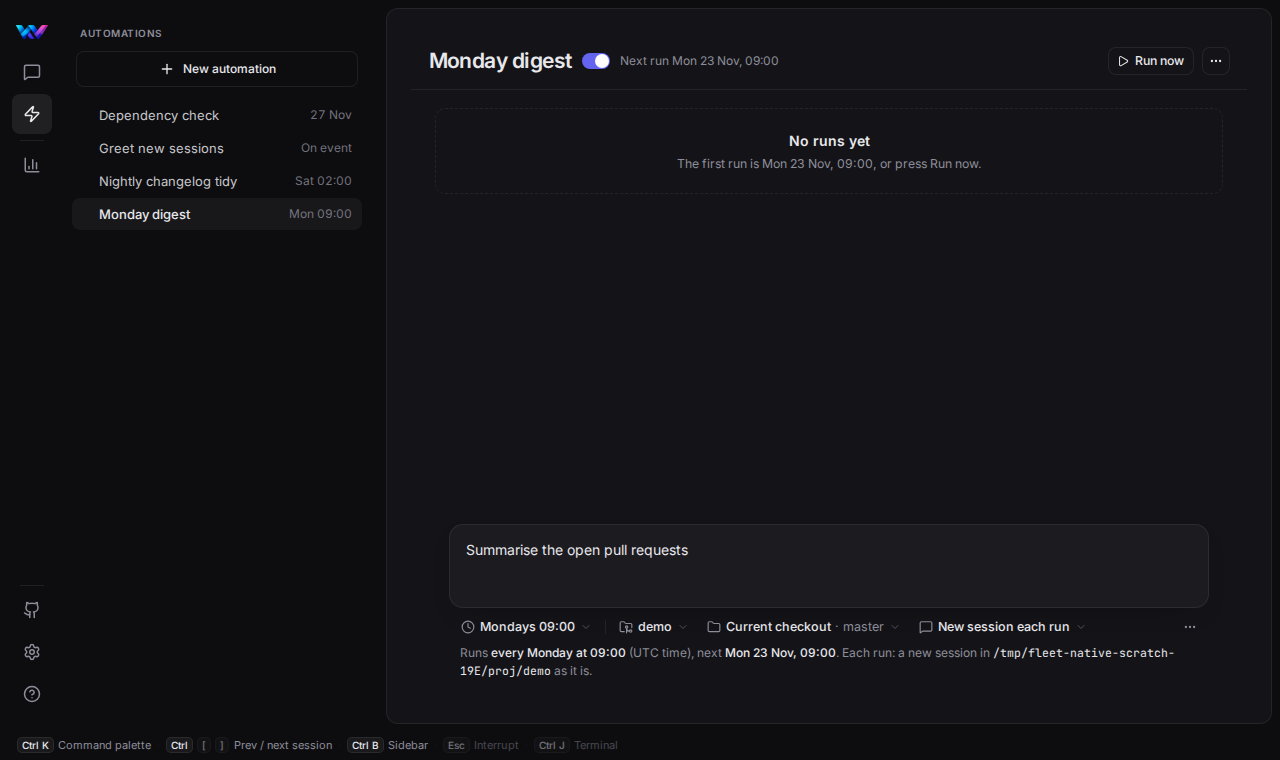 AUTOMATIONS
New automation
Dependency check 27 Nov
Greet new sessions On event
Nightly changelog tidy Sat 02:00
Monday digest Mon 09:00
Monday digest Next run Mon 23 Nov, 09:00 Run now
No runs yet
The first run is Mon 23 Nov, 09:00, or press Run now.
Summarise the open pull requests
Mondays 09:00 demo Current checkout · master New session each run
Runs every Monday at 09:00 (UTC time), next Mon 23 Nov, 09:00. Each run: a new session in /tmp/fleet-native-scratch-
19E/proj/demo as it is.
Ctrl K Command palette Ctrl [ ] Prev / next session Ctrl B Sidebar Esc Interrupt Ctrl J Terminal